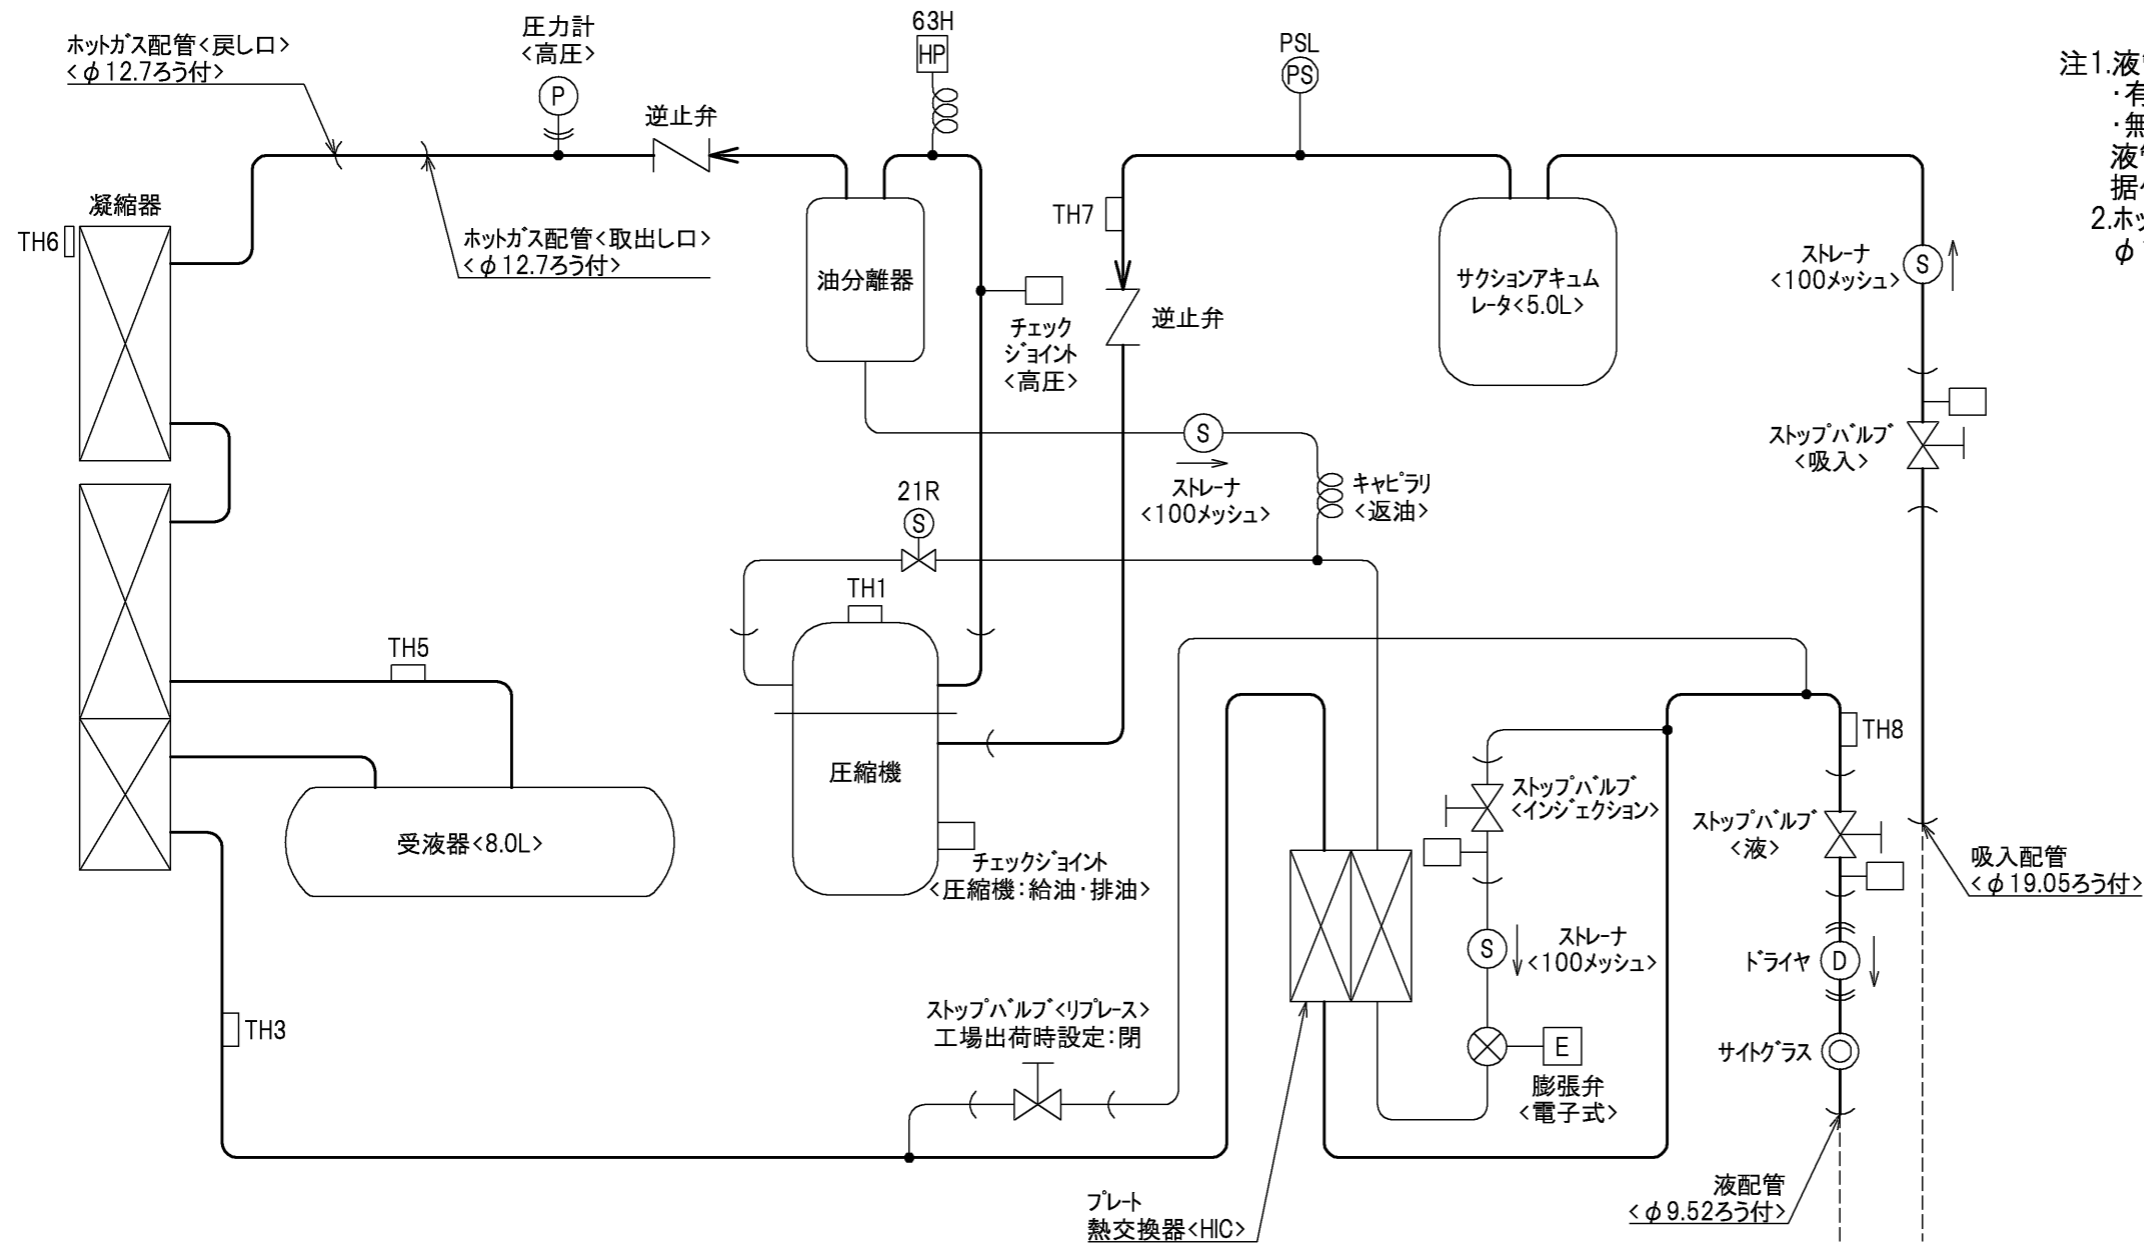 ホットガス配管<戻し口>
<φ12.7ろう付>
圧力計
<高圧>
P
逆止弁
63H
HP
PSL
PS
注1.液
・
・無
液
据
2.ホッ
φ
凝縮器
TH6
ホットガス配管<取出し口>
<φ12.7ろう付>
油分離器
チェック
ジョイント
<高圧>
TH7
逆止弁
サクションアキュム
レータ<5.0L>
ストレーナ
<100メッシュ>
S
ストップバルブ
<吸入>
S
ストレーナ
<100メッシュ>
キャピラリ
<返油>
21R
S
TH1
TH5
圧縮機
受液器<8.0L>
チェックジョイント
<圧縮機:給油・排油>
TH8
ストップバルブ
<インジェクション>
ストップバルブ
<液>
吸入配管
<φ19.05ろう付>
S
ストレーナ
<100メッシュ>
ドライヤ
D
TH3
ストップバルブ<リプレース>
工場出荷時設定:閉
E
膨張弁
<電子式>
サイトグラス
プレート
熱交換器<HIC>
液配管
<φ9.52ろう付>